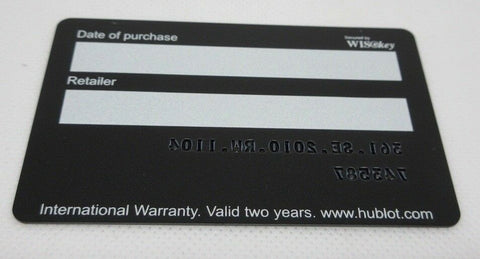 Date of purchase
Secured by
WISekey
Retailer
361.SE.2010.RW.1104
743587
International Warranty. Valid two years. www.hublot.com